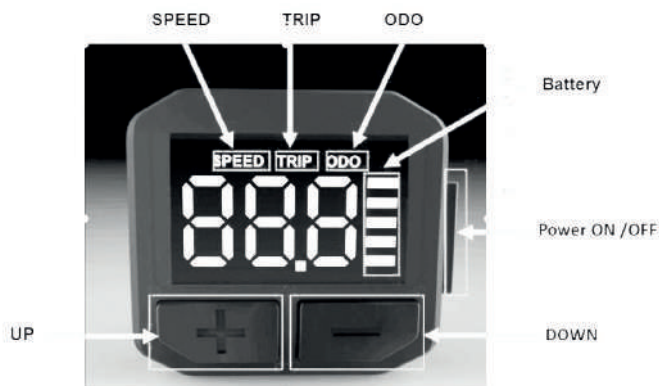 SPEED TRIP ODO
Battery
SPEED TRIP ODO
88.8
Power ON /OFF
UP
+ −
DOWN